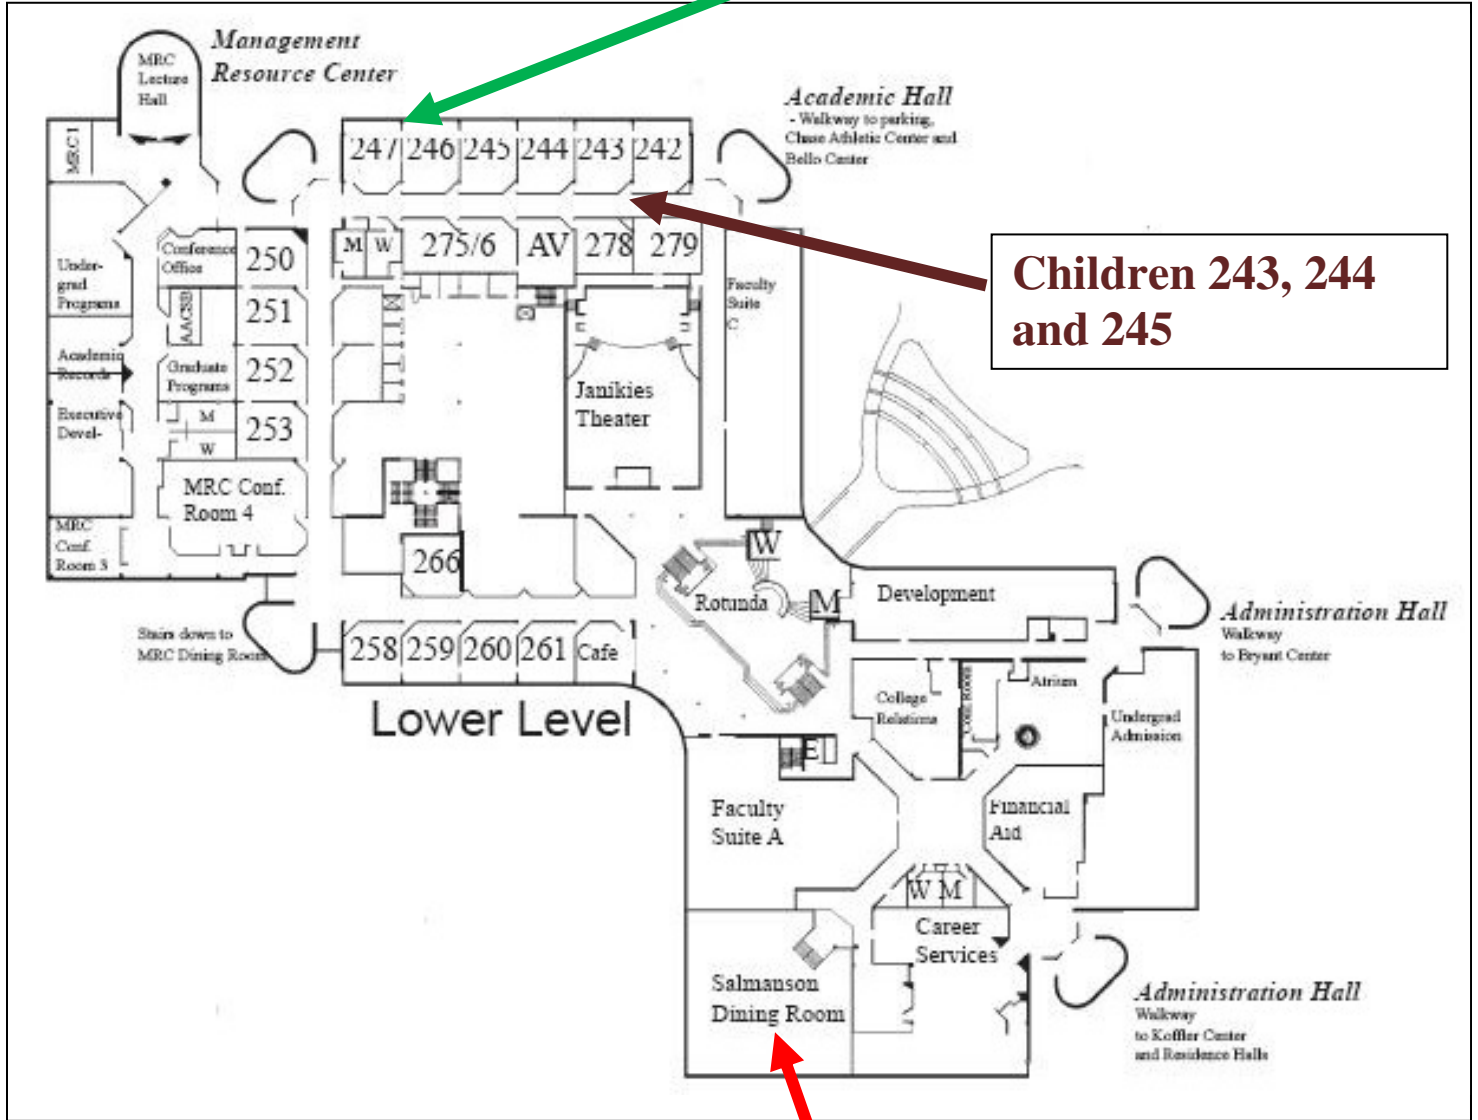 Management
Resource Center
MRC
Lecture
Hall
MRC1
Academic Hall
- Walkway to parking,
Chase Athletic Center and
Bello Center
247 246 245 244 243 242
M W 275/6 AV 278 279
Conference
Office
250
Under-
grad
Programs
AACSB
251
Faculty
Suite
C
Children 243, 244
and 245
Academic
Records
Graduate
Programs
252
Janikies
Theater
Executive
Devel-
M
W
253
MRC Conf.
Room 4
MRC
Conf.
Room 3
266
W
Rotunda
M
Development
Administration Hall
Walkway
to Bryant Center
Stairs down to
MRC Dining Room
258 259 260 261 Cafe
Lower Level
College
Relations
Conf Room
Atrium
Undergrad
Admission
E
Faculty
Suite A
Financial
Aid
W M
Career
Services
Salmanson
Dining Room
Administration Hall
Walkway
to Koffler Center
and Residence Halls